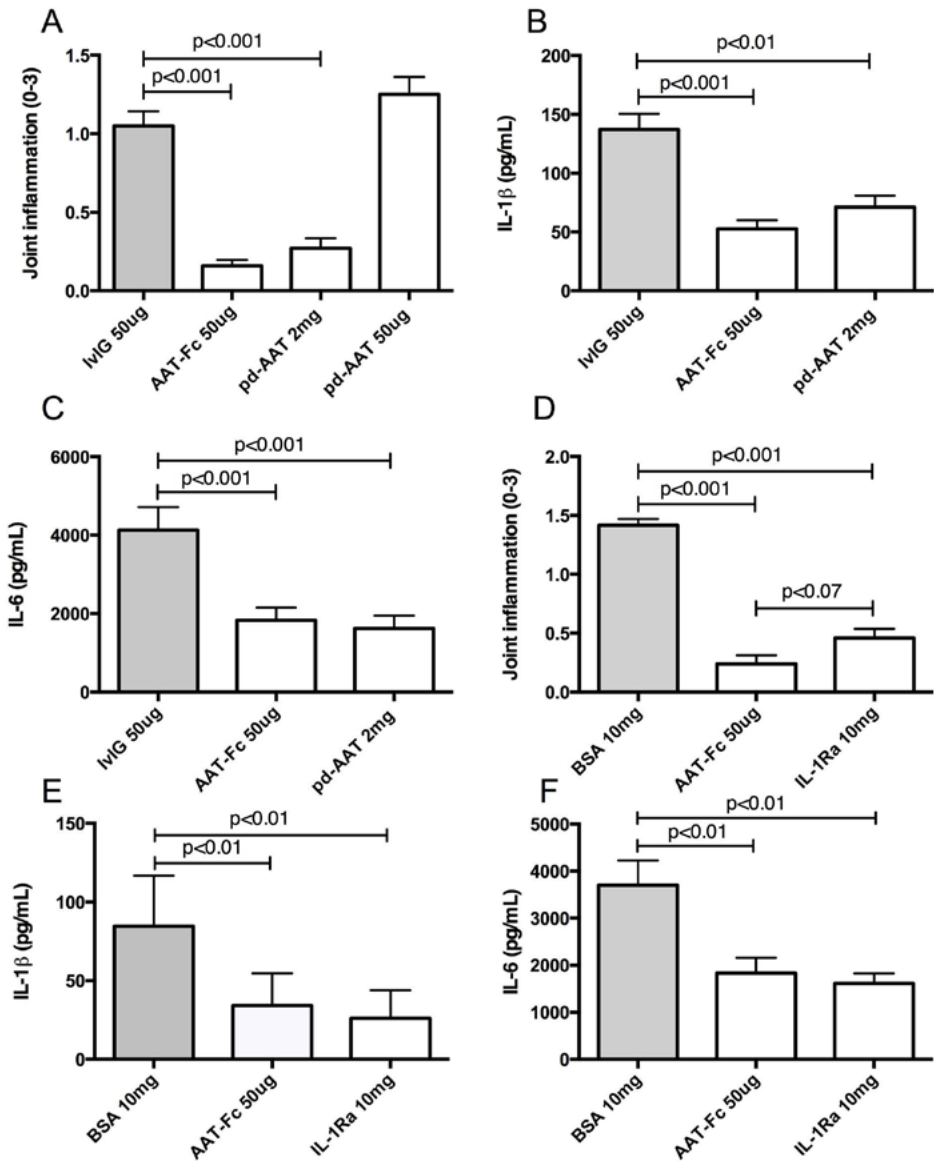 A
Joint inflammation (0-3)
1.5
1.0
0.5
0.0
p<0.001
p<0.001
IvIG 50ug
AAT-Fc 50ug
pd-AAT 2mg
pd-AAT 50ug
B
IL-1β (pg/mL)
200
150
100
50
0
p<0.01
p<0.001
IvIG 50ug
AAT-Fc 50ug
pd-AAT 2mg
C
IL-6 (pg/mL)
6000
4000
2000
0
p<0.001
p<0.001
IvIG 50ug
AAT-Fc 50ug
pd-AAT 2mg
D
Joint inflammation (0-3)
2.0
1.5
1.0
0.5
0.0
p<0.001
p<0.001
p<0.07
BSA 10mg
AAT-Fc 50ug
IL-1Ra 10mg
E
IL-1β (pg/mL)
150
100
50
0
p<0.01
p<0.01
BSA 10mg
AAT-Fc 50ug
IL-1Ra 10mg
F
IL-6 (pg/mL)
5000
4000
3000
2000
1000
0
p<0.01
p<0.01
BSA 10mg
AAT-Fc 50ug
IL-1Ra 10mg